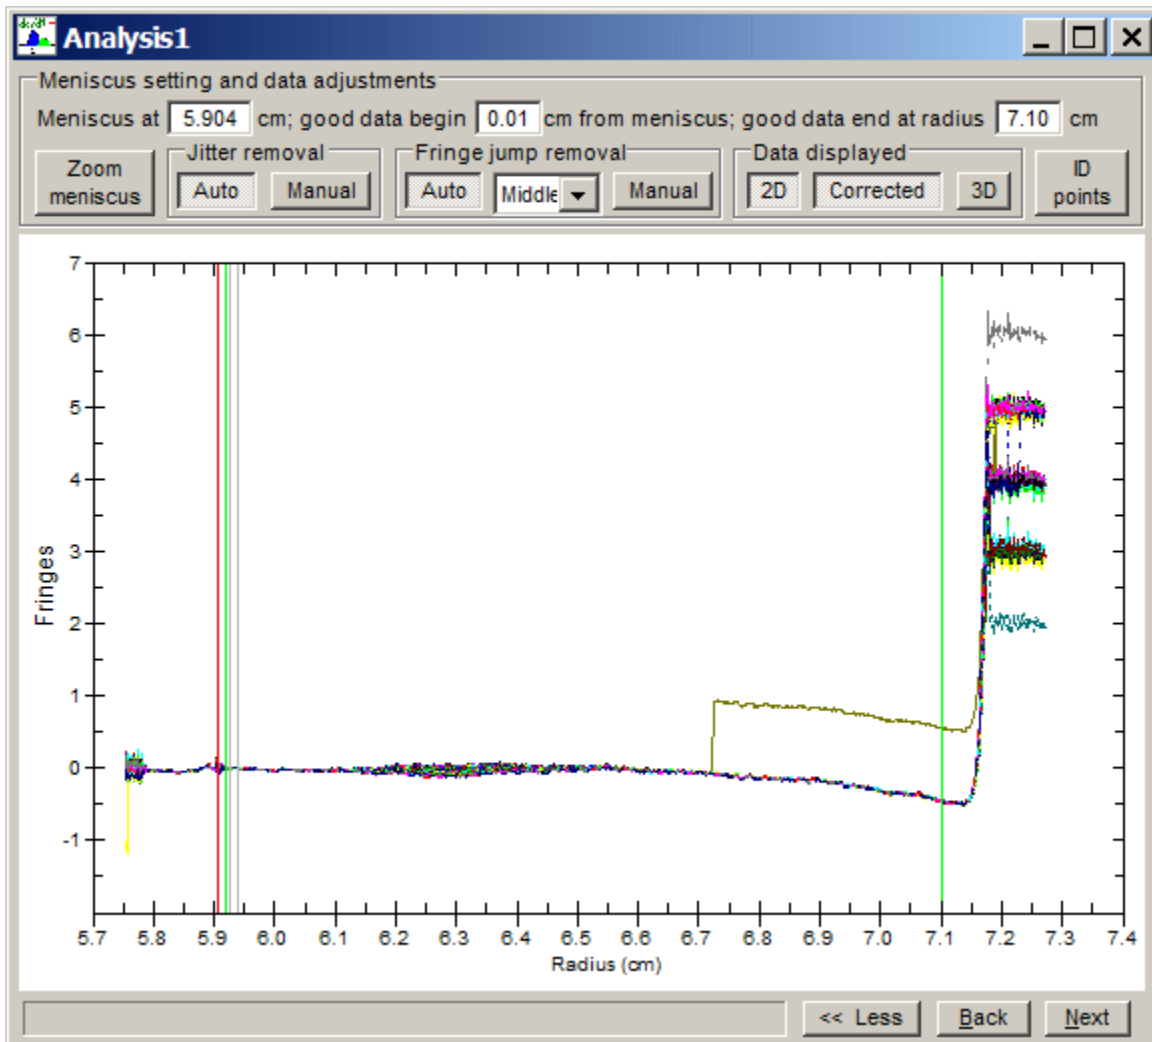 dc/dt
Analysis1
Meniscus setting and data adjustments
Meniscus at 5.904 cm; good data begin 0.01 cm from meniscus; good data end at radius 7.10 cm
Zoom meniscus
Jitter removal
Auto Manual
Fringe jump removal
Auto Middle Manual
Data displayed
2D Corrected 3D
ID points
7
6
5
4
3
2
1
0
-1
Fringes
5.7 5.8 5.9 6.0 6.1 6.2 6.3 6.4 6.5 6.6 6.7 6.8 6.9 7.0 7.1 7.2 7.3 7.4
Radius (cm)
<< Less Back Next